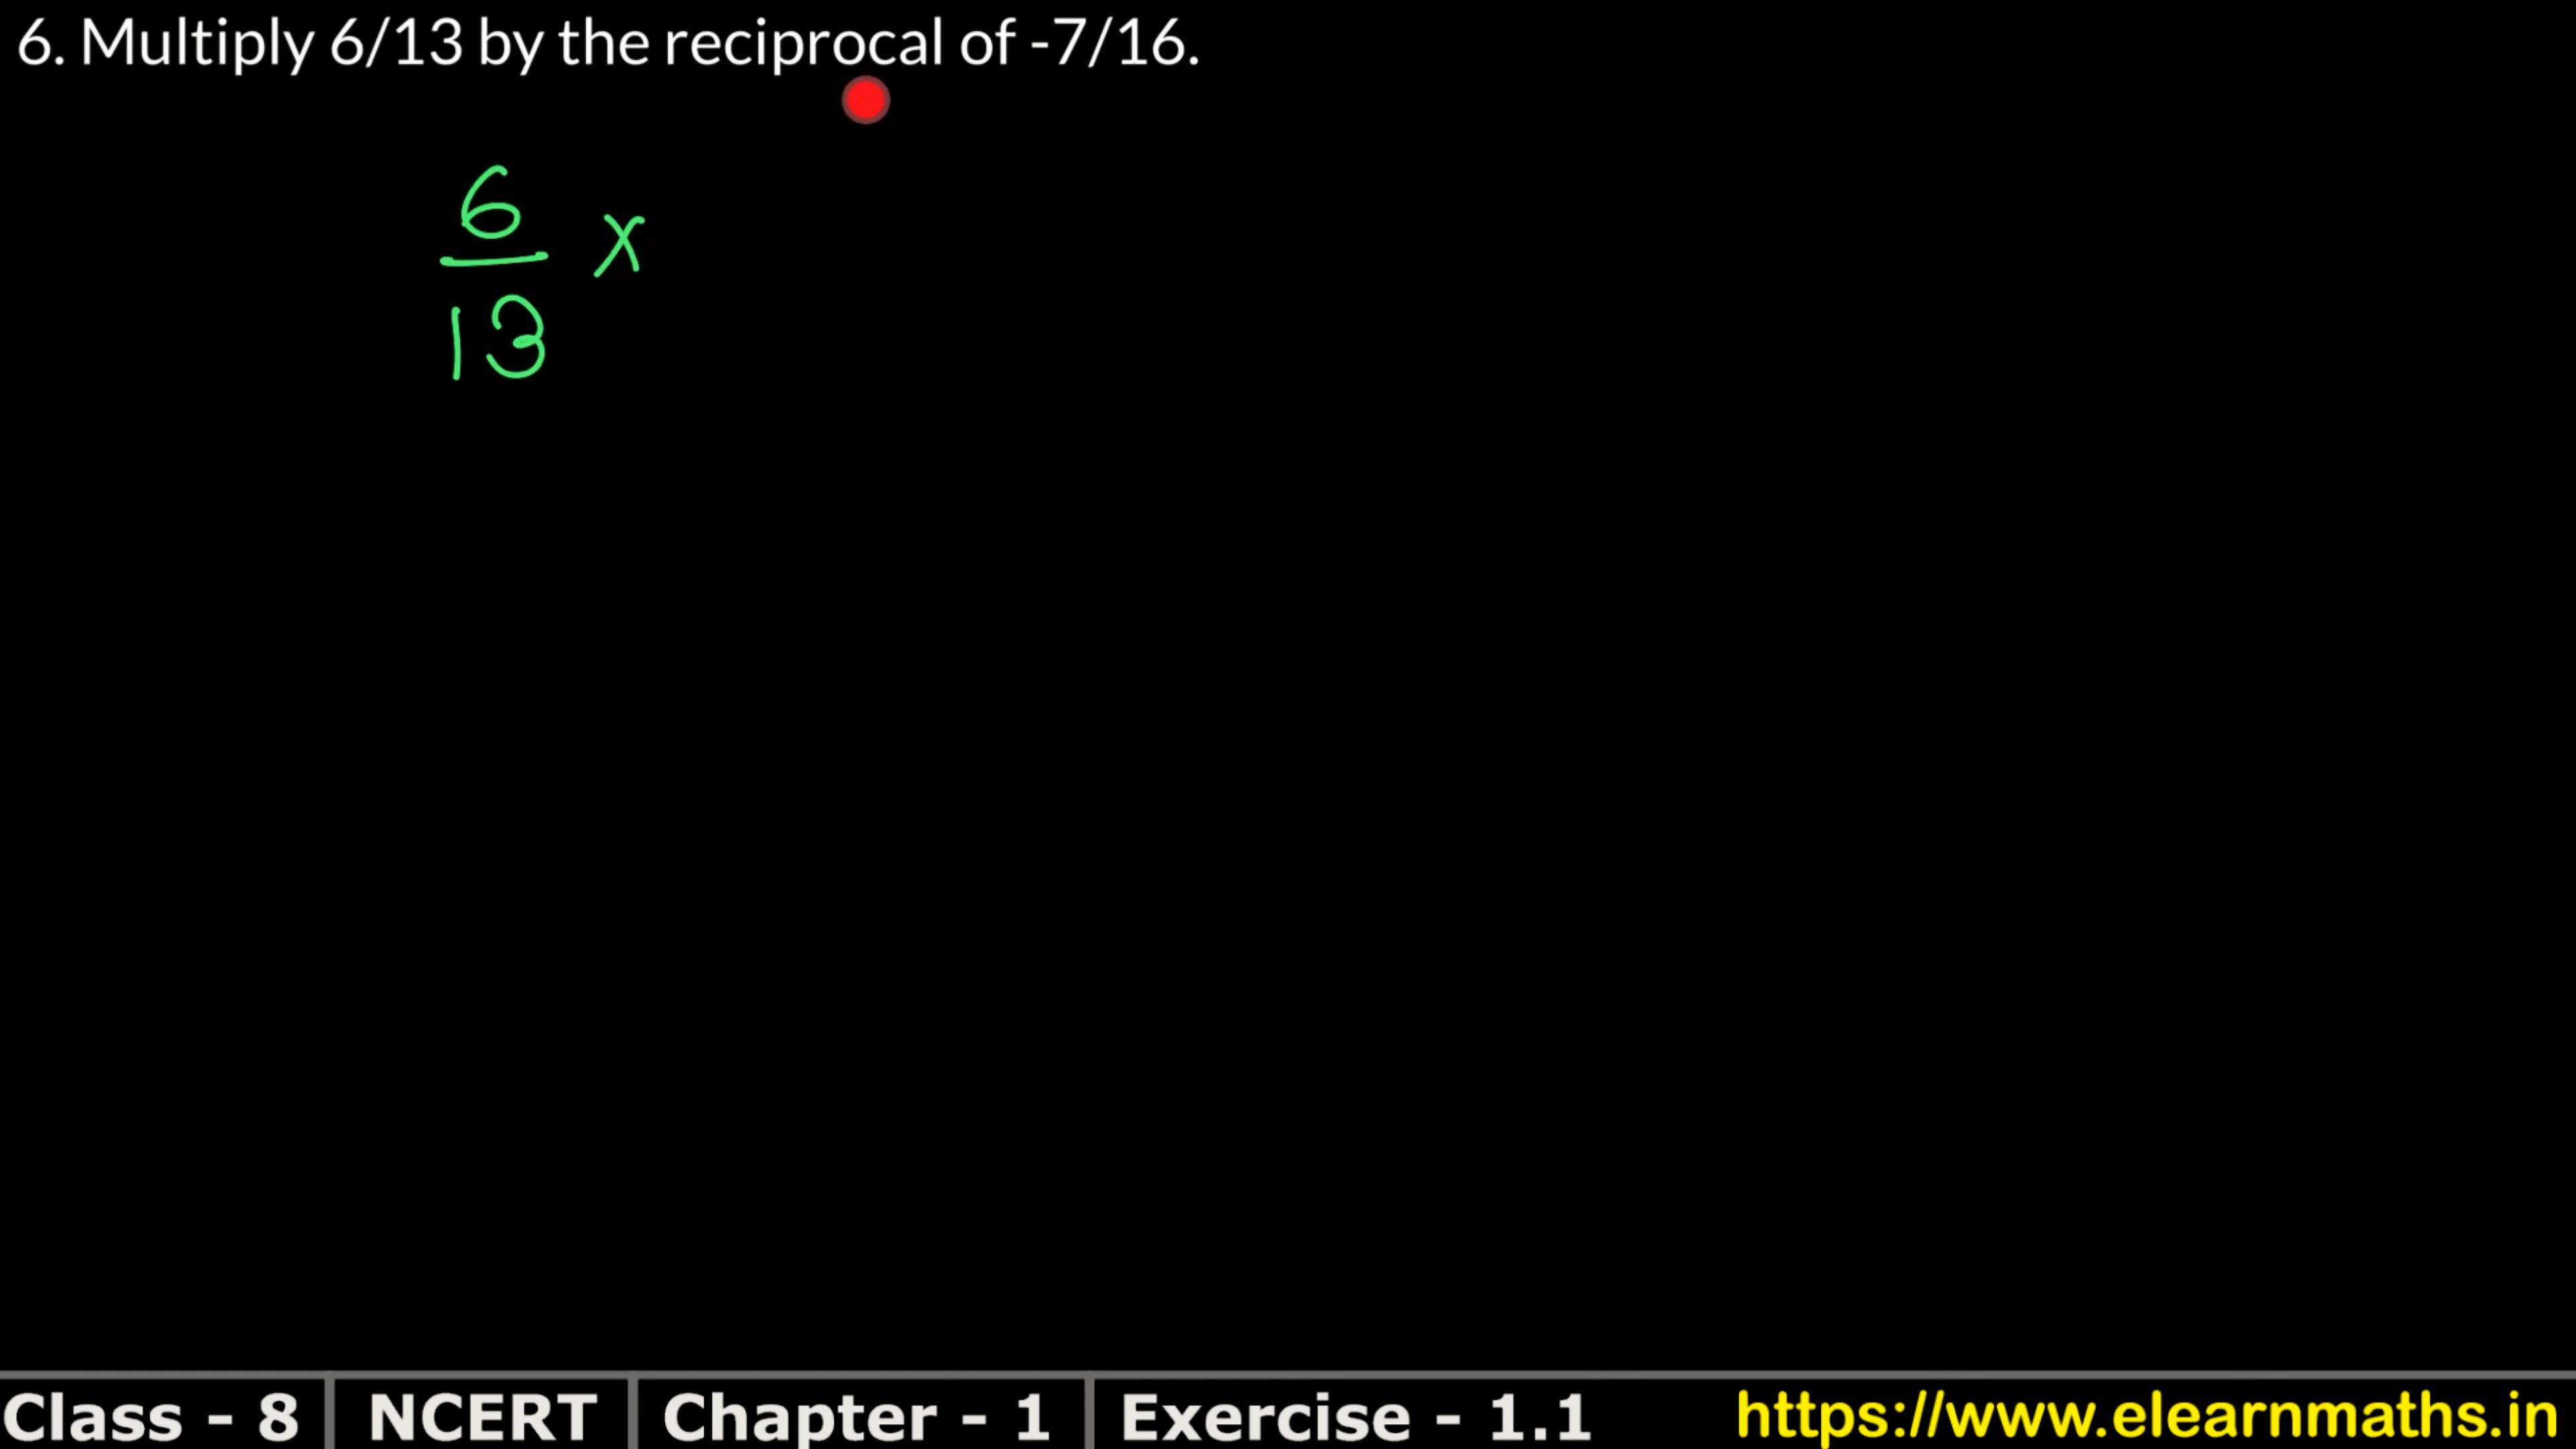 6. Multiply 6/13 by the reciprocal of -7/16.
6
13
x
Class - 8 NCERT Chapter - 1 Exercise - 1.1 https://www.elearnmaths.in